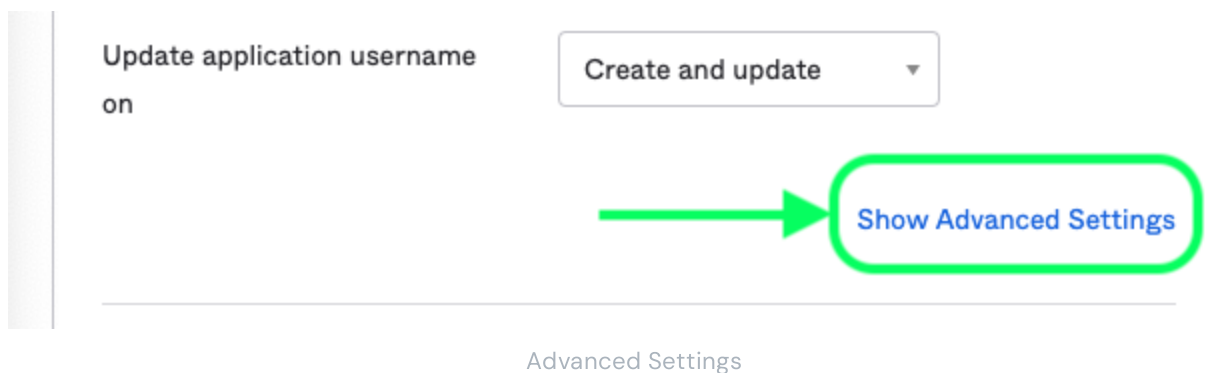 Update application username
on
Create and update
Show Advanced Settings
Advanced Settings